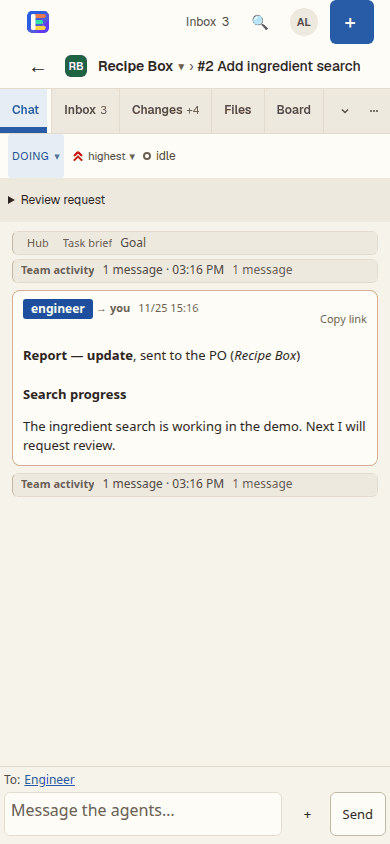 Inbox 3
AL
+
← RB Recipe Box ▾ › #2 Add ingredient search
Chat Inbox 3 Changes +4 Files Board ...
DOING ▾ highest ▾ idle
▶ Review request
Hub Task brief Goal
Team activity 1 message · 03:16 PM 1 message
engineer → you 11/25 15:16
Copy link
Report — update, sent to the PO (Recipe Box)
Search progress
The ingredient search is working in the demo. Next I will
request review.
Team activity 1 message · 03:16 PM 1 message
To: Engineer
Message the agents...
+ Send